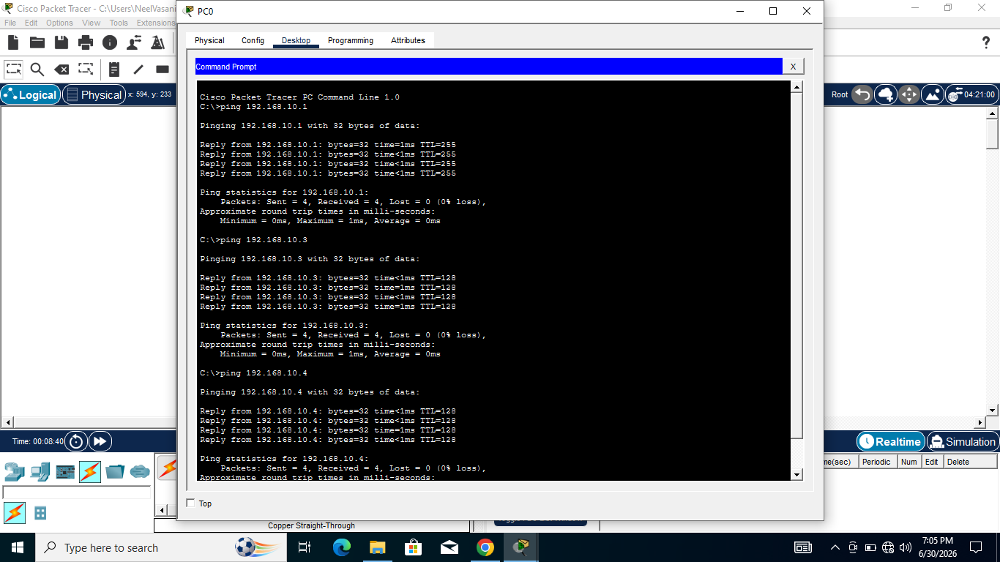 Cisco Packet Tracer - C:\Users\NeelVasani
File Edit Options View Tools Extensions
PC0
Physical Config Desktop Programming Attributes
Command Prompt
X
?
Logical
Physical
x: 594, y: 233
Root
04:21:00
Cisco Packet Tracer PC Command Line 1.0
C:\>ping 192.168.10.1
Pinging 192.168.10.1 with 32 bytes of data:
Reply from 192.168.10.1: bytes=32 time=1ms TTL=255
Reply from 192.168.10.1: bytes=32 time<1ms TTL=255
Reply from 192.168.10.1: bytes=32 time<1ms TTL=255
Reply from 192.168.10.1: bytes=32 time<1ms TTL=255
Ping statistics for 192.168.10.1:
Packets: Sent = 4, Received = 4, Lost = 0 (0% loss),
Approximate round trip times in milli-seconds:
Minimum = 0ms, Maximum = 1ms, Average = 0ms
C:\>ping 192.168.10.3
Pinging 192.168.10.3 with 32 bytes of data:
Reply from 192.168.10.3: bytes=32 time<1ms TTL=128
Reply from 192.168.10.3: bytes=32 time=1ms TTL=128
Reply from 192.168.10.3: bytes=32 time<1ms TTL=128
Reply from 192.168.10.3: bytes=32 time=1ms TTL=128
Ping statistics for 192.168.10.3:
Packets: Sent = 4, Received = 4, Lost = 0 (0% loss),
Approximate round trip times in milli-seconds:
Minimum = 0ms, Maximum = 1ms, Average = 0ms
C:\>ping 192.168.10.4
Pinging 192.168.10.4 with 32 bytes of data:
Reply from 192.168.10.4: bytes=32 time<1ms TTL=128
Reply from 192.168.10.4: bytes=32 time<1ms TTL=128
Reply from 192.168.10.4: bytes=32 time=1ms TTL=128
Reply from 192.168.10.4: bytes=32 time<1ms TTL=128
Ping statistics for 192.168.10.4:
Packets: Sent = 4, Received = 4, Lost = 0 (0% loss),
Approximate round trip times in milli-seconds:
Top
Time: 00:08:40
Realtime
Simulation
me(sec) Periodic Num Edit Delete
Copper Straight-Through
Type here to search
7:05 PM
6/30/2026